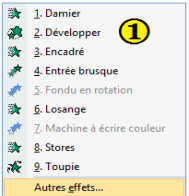 1. Damier
2. Développer
1
3. Encadré
4. Entrée brusque
5. Fondu en rotation
6. Losange
7. Machine à écrire couleur
8. Stores
9. Toupie
Autres effets...